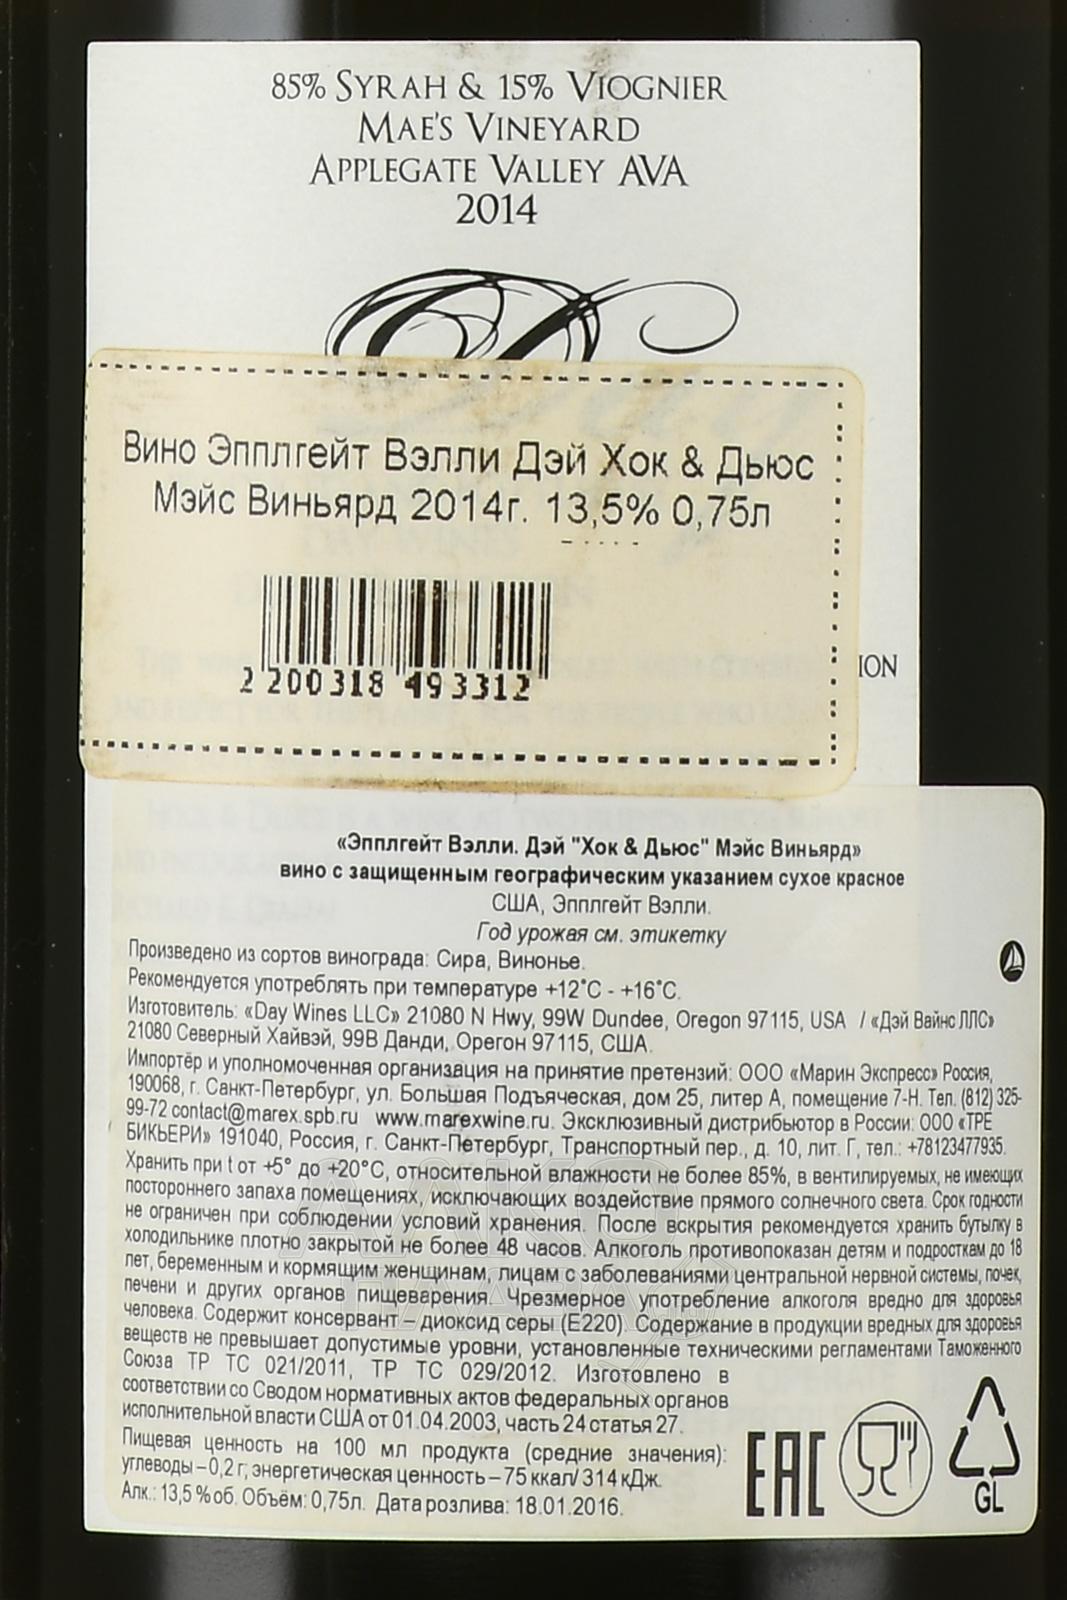 85% SYRAH & 15% VIOGNIER
MAE'S VINEYARD
APPLEGATE VALLEY AVA
2014
Вино Эпплгейт Вэлли Дэй Хок & Дьюс
Мэйс Виньярд 2014г. 13,5% 0,75л
2 200318 493312
ION
«Эпплгейт Вэлли. Дэй "Хок & Дьюс" Мэйс Виньярд»
вино с защищенным географическим указанием сухое красное
США, Эпплгейт Вэлли.
Год урожая см. этикетку
Произведено из сортов винограда: Сира, Винонье.
Рекомендуется употреблять при температуре +12°С - +16°С.
Изготовитель: «Day Wines LLC» 21080 N Hwy, 99W Dundee, Oregon 97115, USA / «Дэй Вайнс ЛЛС»
21080 Северный Хайвэй, 99В Данди, Орегон 97115, США.
Импортёр и уполномоченная организация на принятие претензий: ООО «Марин Экспресс» Россия,
190068, г. Санкт-Петербург, ул. Большая Подъяческая, дом 25, литер А, помещение 7-Н. Тел. (812) 325-
99-72 contact@marex.spb.ru www.marexwine.ru. Эксклюзивный дистрибьютор в России: ООО «ТРЕ
БИКЬЕРИ» 191040, Россия, г. Санкт-Петербург, Транспортный пер., д. 10, лит. Г, тел.: +78123477935.
Хранить при t от +5° до +20°С, относительной влажности не более 85%, в вентилируемых, не имеющих
постороннего запаха помещениях, исключающих воздействие прямого солнечного света. Срок годности
не ограничен при соблюдении условий хранения. После вскрытия рекомендуется хранить бутылку в
холодильнике плотно закрытой не более 48 часов. Алкоголь противопоказан детям и подросткам до 18
лет, беременным и кормящим женщинам, лицам с заболеваниями центральной нервной системы, почек,
печени и других органов пищеварения. Чрезмерное употребление алкоголя вредно для здоровья
человека. Содержит консервант – диоксид серы (Е220). Содержание в продукции вредных для здоровья
веществ не превышает допустимые уровни, установленные техническими регламентами Таможенного
Союза ТР ТС 021/2011, ТР ТС 029/2012. Изготовлено в
соответствии со Сводом нормативных актов федеральных органов
исполнительной власти США от 01.04.2003, часть 24 статья 27.
Пищевая ценность на 100 мл продукта (средние значения):
углеводы – 0,2 г; энергетическая ценность – 75 ккал/ 314 кДж.
Алк.: 13,5 % об. Объём: 0,75л. Дата розлива: 18.01.2016.
EAC
GL